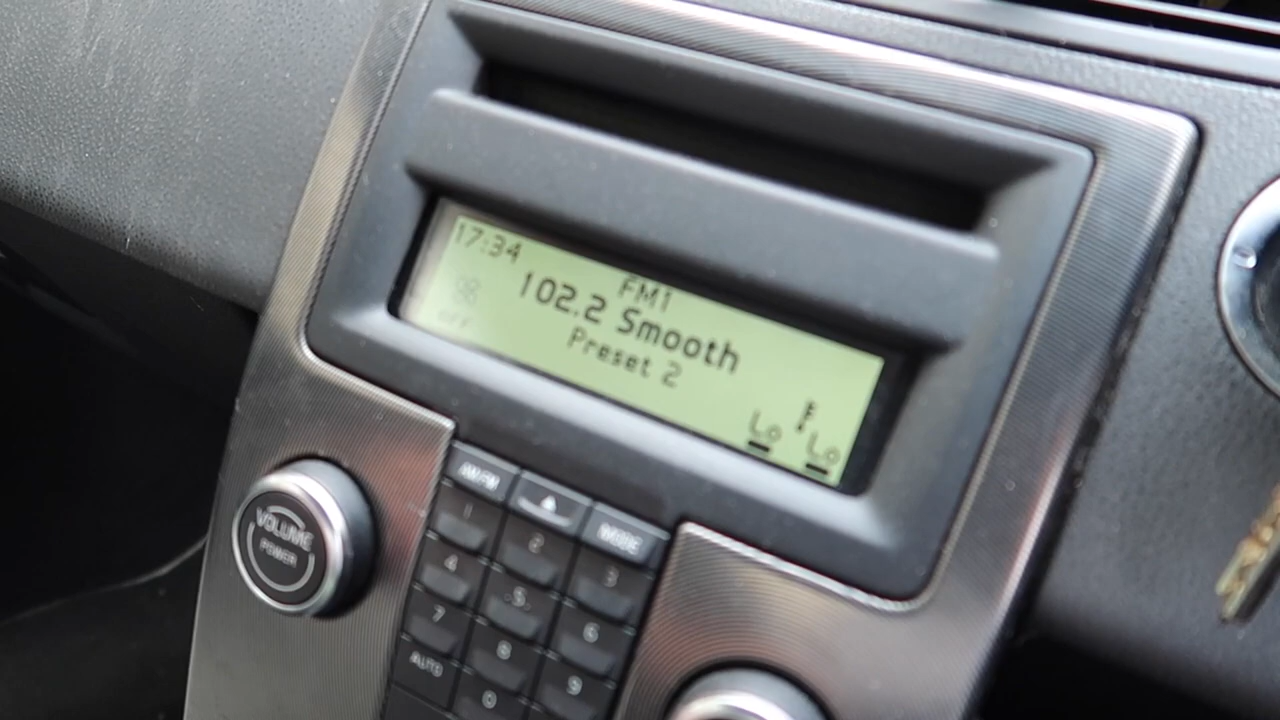 17:34
FM1
102.2 Smooth
Preset 2
Lo Lo
AM/FM
MODE
1 2 3
4 5 6
7 8 9
AUTO 0
VOLUME
POWER